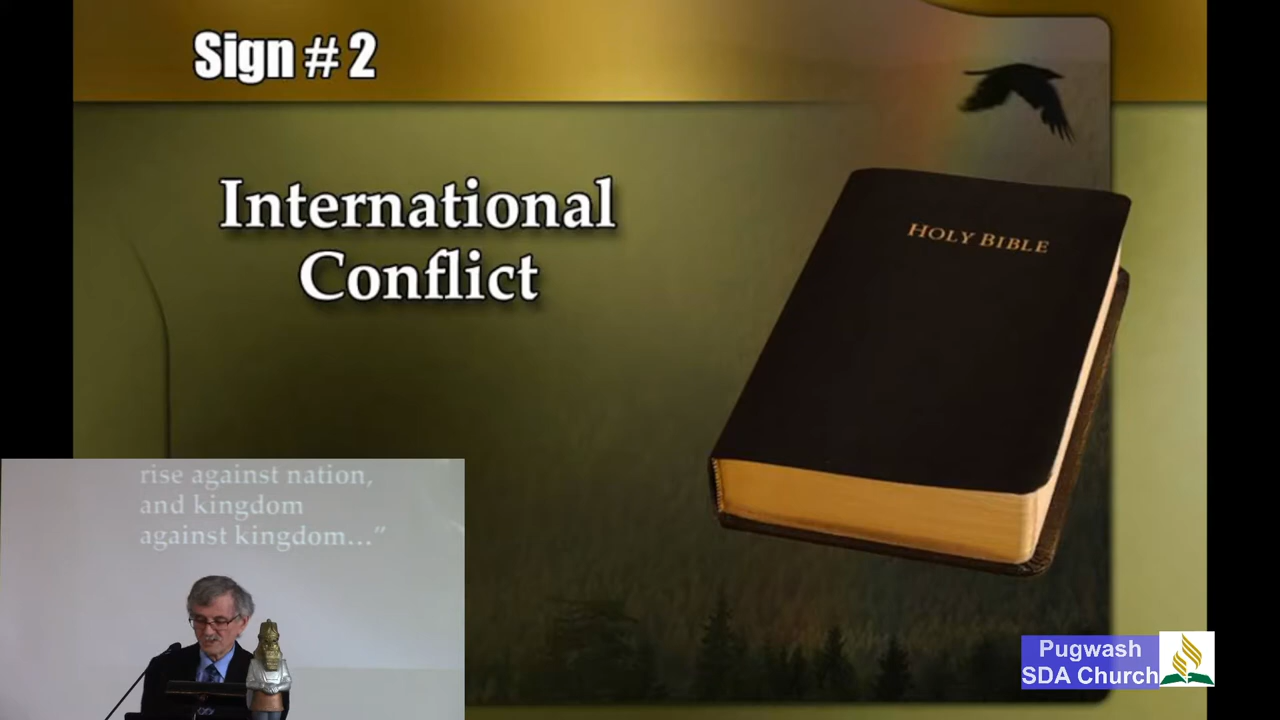 Sign # 2
International
Conflict
HOLY BIBLE
rise against nation,
and kingdom
against kingdom...”
Pugwash
SDA Church